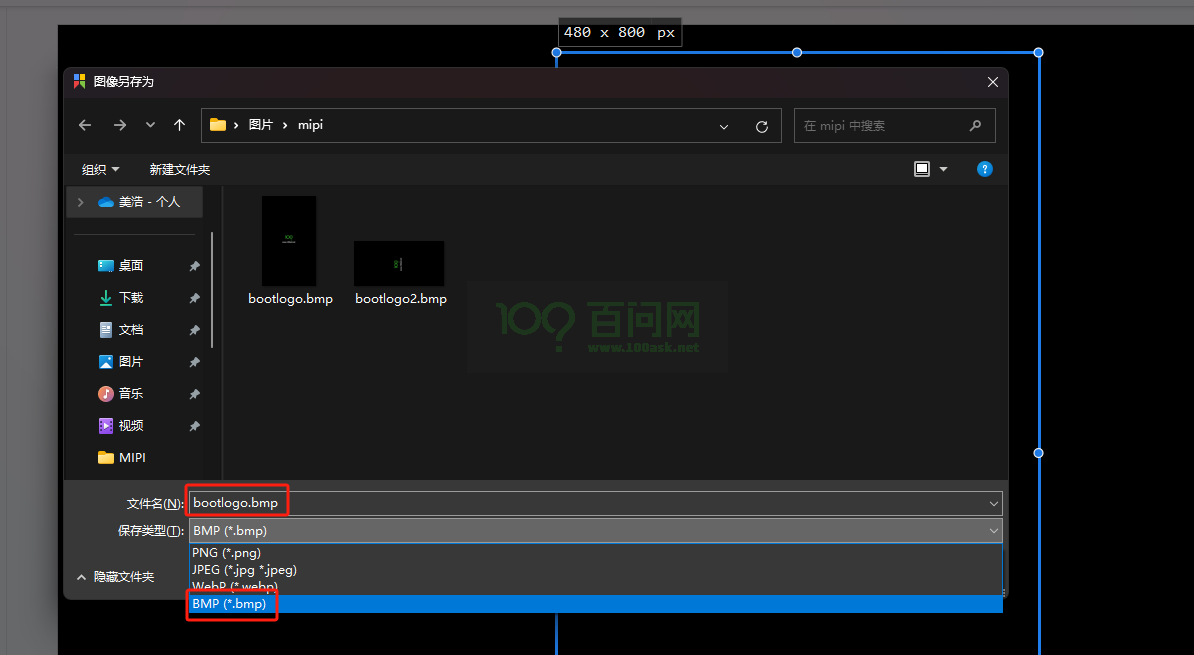 480 x 800 px
图像另存为
图片 › mipi
在 mipi 中搜索
组织
新建文件夹
美浩 - 个人
桌面
下载
文档
图片
音乐
视频
MIPI
bootlogo.bmp
bootlogo2.bmp
100? 百问网
www.100ask.net
文件名(N): bootlogo.bmp
保存类型(T): BMP (*.bmp)
PNG (*.png)
JPEG (*.jpg *.jpeg)
WebP (*.webp)
BMP (*.bmp)
隐藏文件夹